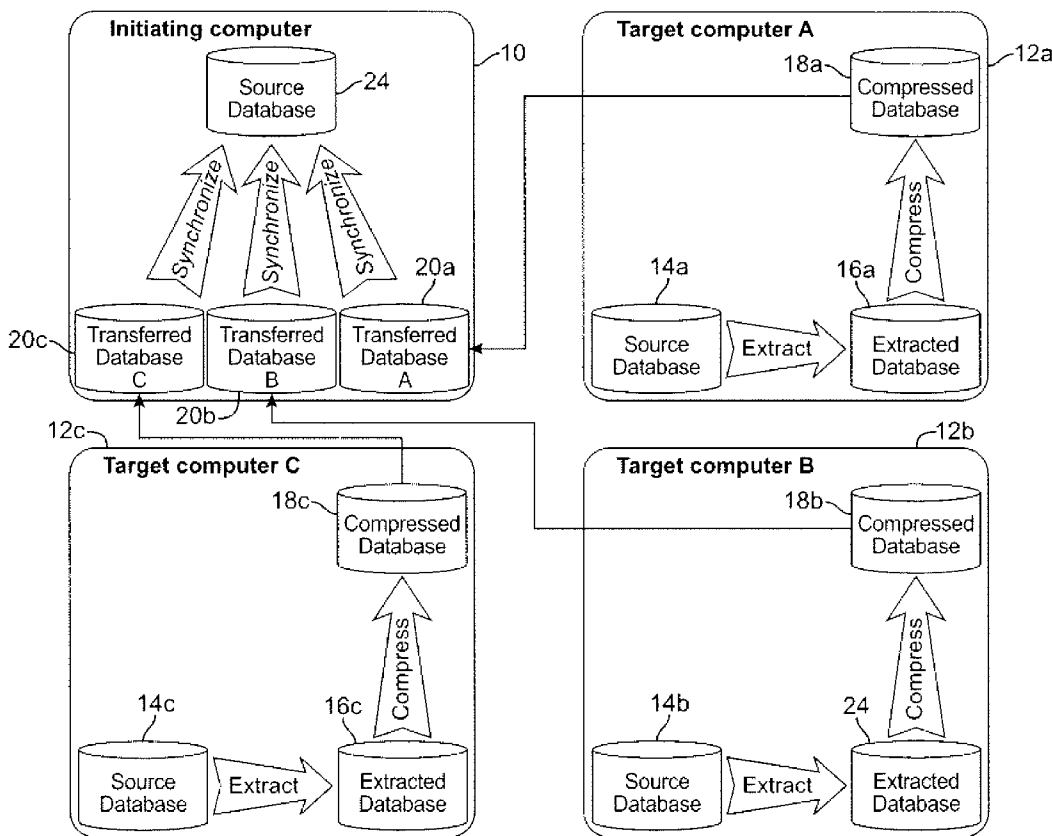 Initiating computer
10
Source
Database
24
Synchronize
Synchronize
Synchronize
20a
20c
Transferred
Database
C
Transferred
Database
B
Transferred
Database
A
20b
Target computer A
12a
18a
Compressed
Database
Compress
14a
16a
Source
Database
Extract
Extracted
Database
12c
Target computer C
18c
Compressed
Database
Compress
14c
16c
Source
Database
Extract
Extracted
Database
12b
Target computer B
18b
Compressed
Database
Compress
14b
24
Source
Database
Extract
Extracted
Database